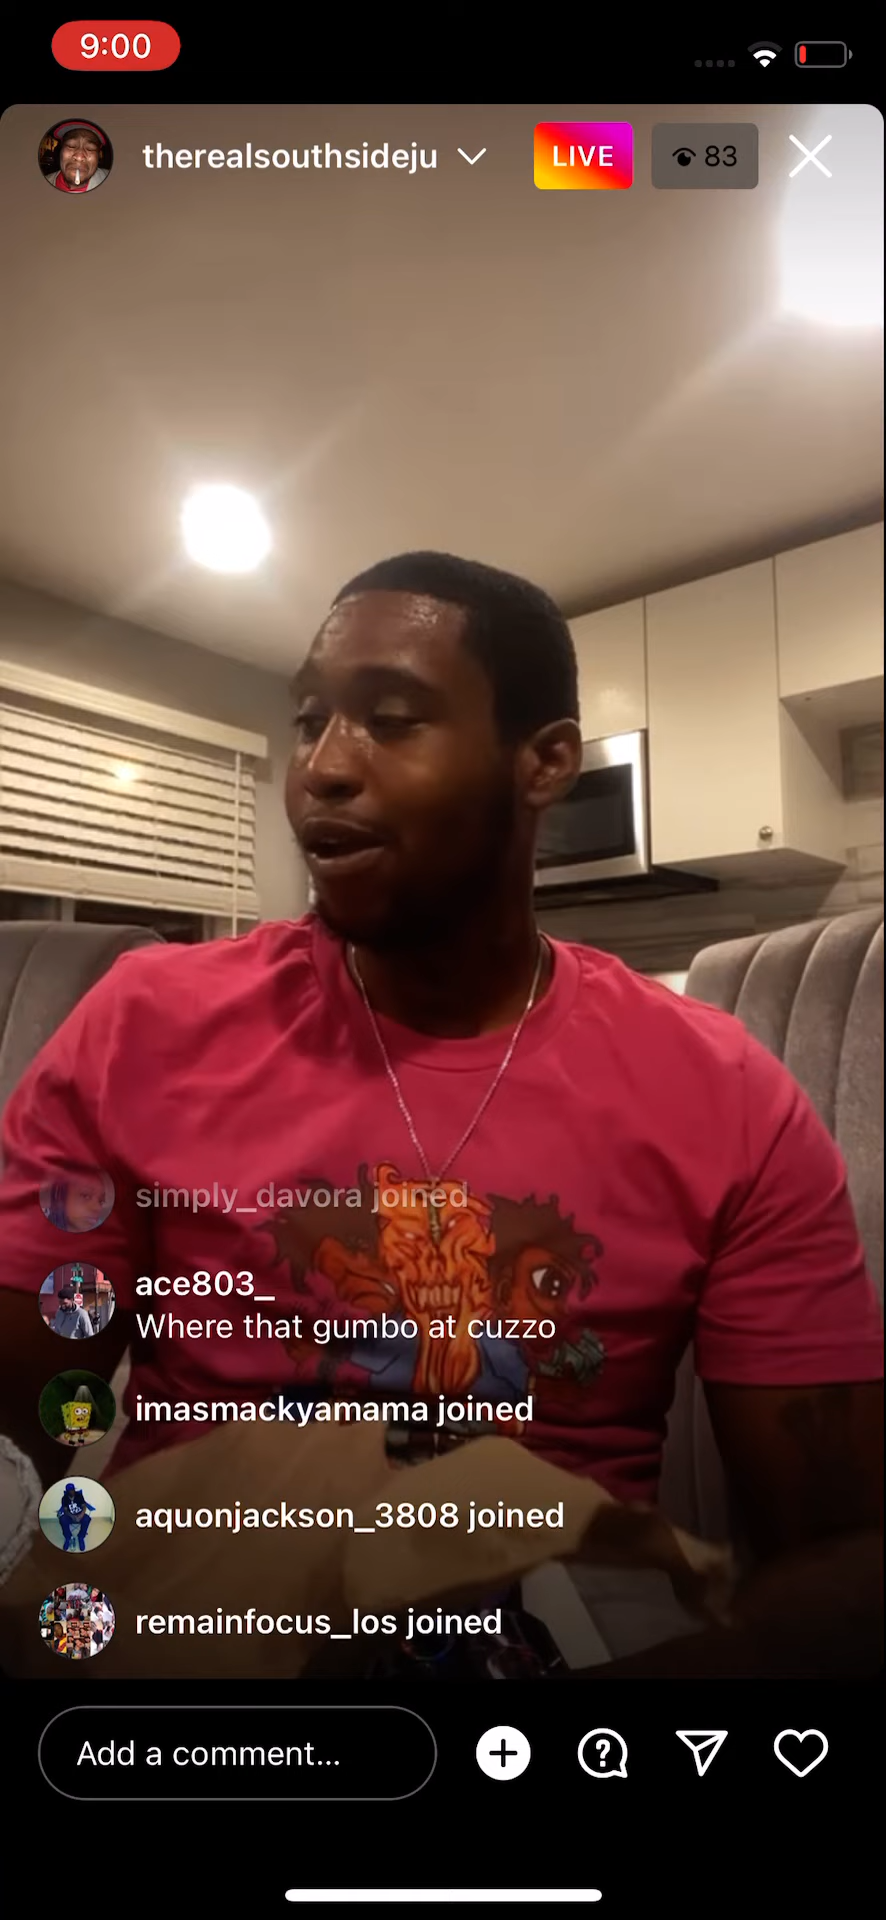 9:00
therealsouthsideju
LIVE
83
simply_davora joined
ace803_
Where that gumbo at cuzzo
imasmackyamama joined
aquonjackson_3808 joined
remainfocus_los joined
Add a comment...